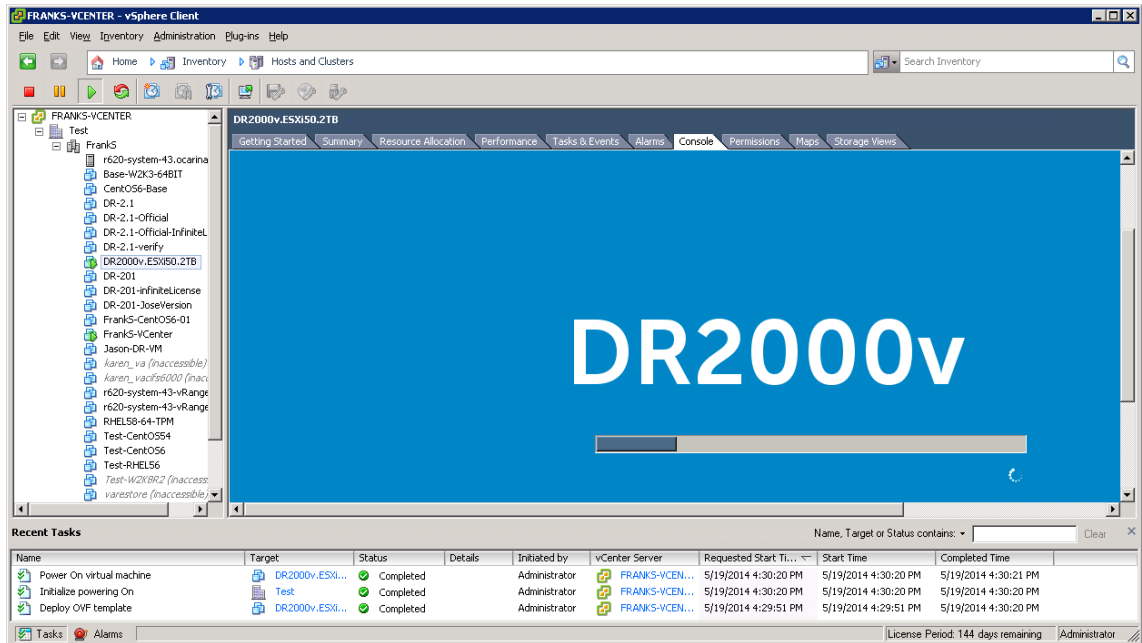 FRANKS-VCENTER - vSphere Client
File Edit View Inventory Administration Plug-ins Help
Home Inventory Hosts and Clusters Search Inventory
FRANKS-VCENTER
Test
FrankS
r620-system-43.ocarina
Base-W2K3-64BIT
CentOS6-Base
DR-2.1
DR-2.1-Official
DR-2.1-Official-InfiniteL
DR-2.1-verify
DR2000v.ESXi50.2TB
DR-201
DR-201-infiniteLicense
DR-201-JoseVersion
FrankS-CentOS6-01
FrankS-VCenter
Jason-DR-VM
karen_va (inaccessible)
karen_vacifs6000 (inacc
r620-system-43-vRange
r620-system-43-vRange
RHEL58-64-TPM
Test-CentOS54
Test-CentOS6
Test-RHEL56
Test-W2K8R2 (inaccess
varestore (inaccessible)
DR2000v.ESXi50.2TB
Getting Started Summary Resource Allocation Performance Tasks & Events Alarms Console Permissions Maps Storage Views
DR2000v
Recent Tasks Name, Target or Status contains: Clear
Name Target Status Details Initiated by vCenter Server Requested Start Ti... Start Time Completed Time
Power On virtual machine DR2000v.ESXi... Completed Administrator FRANKS-VCEN... 5/19/2014 4:30:20 PM 5/19/2014 4:30:20 PM 5/19/2014 4:30:21 PM
Initialize powering On Test Completed Administrator FRANKS-VCEN... 5/19/2014 4:30:20 PM 5/19/2014 4:30:20 PM 5/19/2014 4:30:20 PM
Deploy OVF template DR2000v.ESXi... Completed Administrator FRANKS-VCEN... 5/19/2014 4:29:51 PM 5/19/2014 4:29:51 PM 5/19/2014 4:30:20 PM
Tasks Alarms License Period: 144 days remaining Administrator